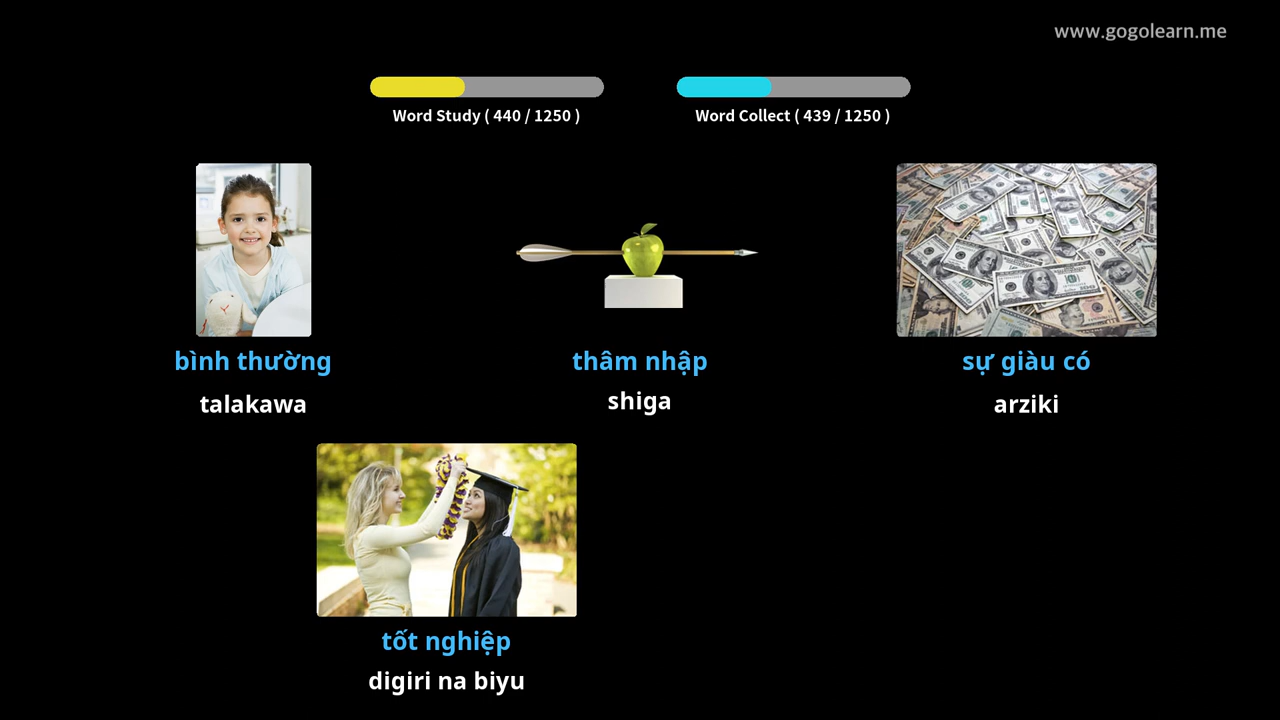 www.gogolearn.me
Word Study ( 440 / 1250 )
Word Collect ( 439 / 1250 )
bình thường
talakawa
thâm nhập
shiga
sự giàu có
arziki
tốt nghiệp
digiri na biyu